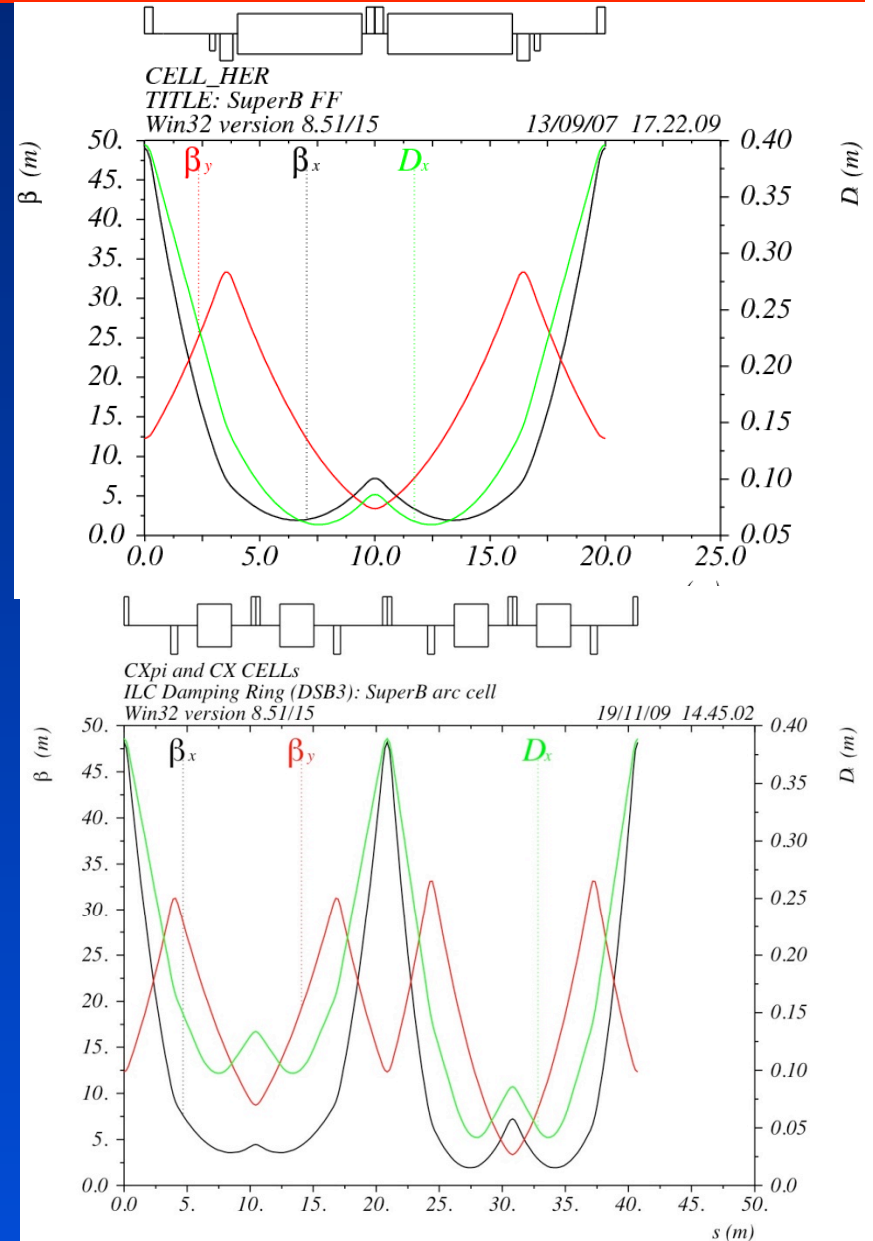 CELL_HER
TITLE: SuperB FF
Win32 version 8.51/15 13/09/07 17.22.09
50. 0.40
β y β x D x
β (m) D (m)
45.
40. 0.35
35.
30. 0.30
25. 0.25
20. 0.20
15. 0.15
10. 0.10
5.
0.0 0.05
0.0 5.0 10.0 15.0 20.0 25.0
CXpi and CX CELLs
ILC Damping Ring (DSB3): SuperB arc cell
Win32 version 8.51/15 19/11/09 14.45.02
50. 0.40
β x β y D x
β (m) D (m)
45. 0.35
40.
35. 0.30
30. 0.25
25. 0.20
20. 0.15
15.
10. 0.10
5. 0.05
0.0 0.0
0.0 5. 10. 15. 20. 25. 30. 35. 40. 45. 50.
s (m)